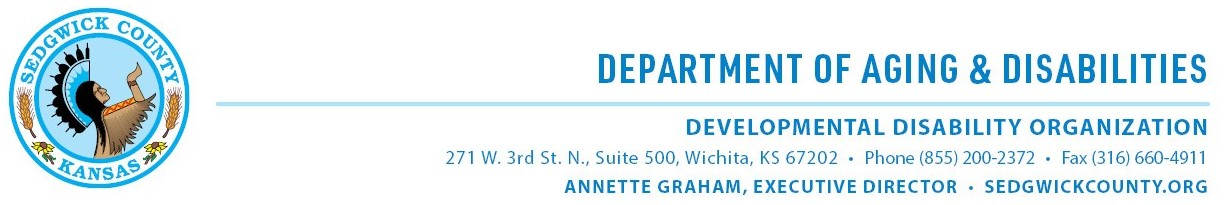 SEDGWICK COUNTY
KANSAS
DEPARTMENT OF AGING & DISABILITIES
DEVELOPMENTAL DISABILITY ORGANIZATION
271 W. 3rd St. N., Suite 500, Wichita, KS 67202 • Phone (855) 200-2372 • Fax (316) 660-4911
ANNETTE GRAHAM, EXECUTIVE DIRECTOR • SEDGWICKCOUNTY.ORG